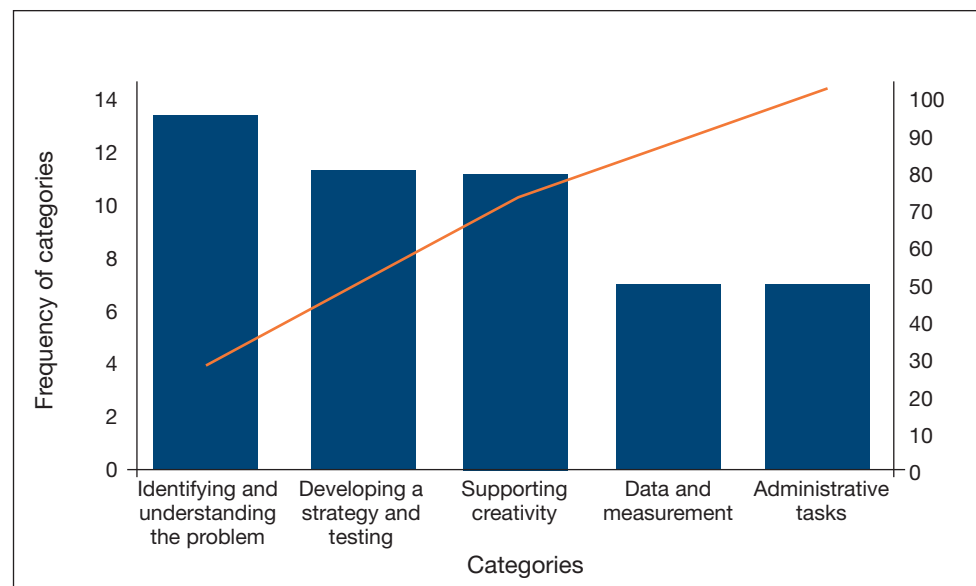 Frequency of categories
14
12
10
8
6
4
2
0
100
90
80
70
60
50
40
30
20
10
0
Identifying and
understanding
the problem
Developing a
strategy and
testing
Supporting
creativity
Data and
measurement
Administrative
tasks
Categories